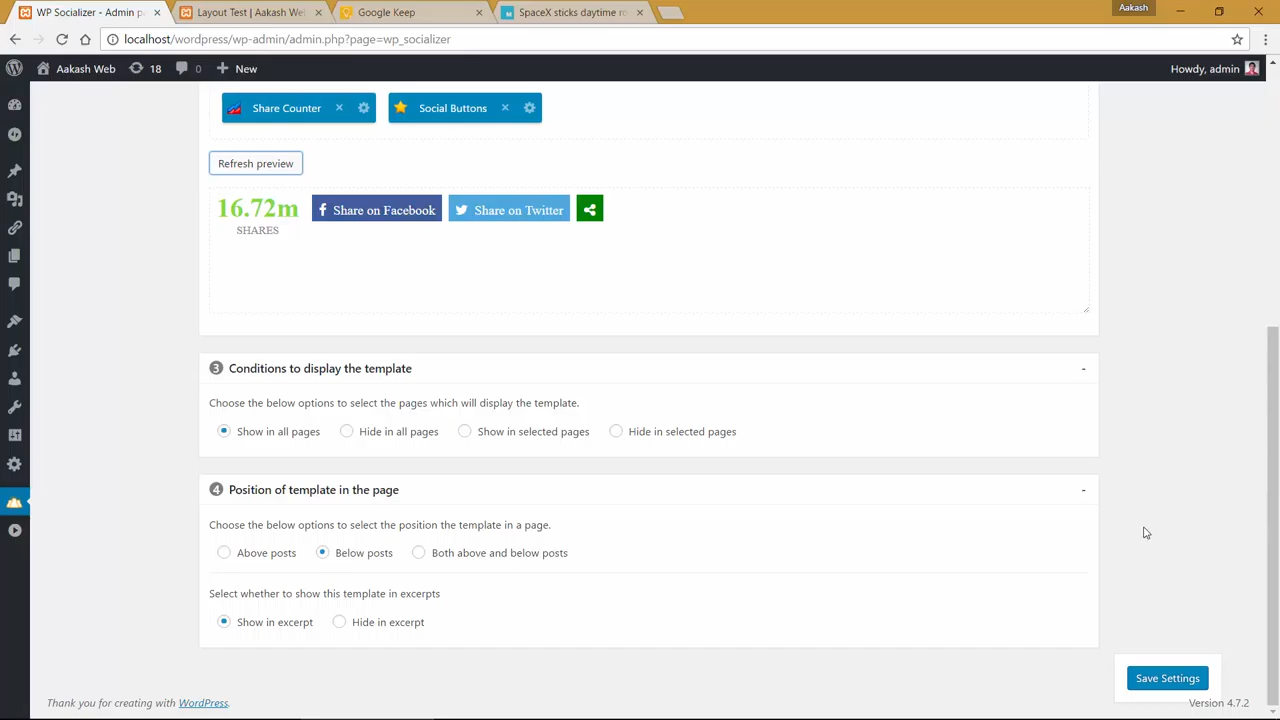 WP Socializer - Admin pa
Layout Test | Aakash Web
Google Keep
SpaceX sticks daytime ro
Aakash
localhost/wordpress/wp-admin/admin.php?page=wp_socializer
Aakash Web
18
0
New
Howdy, admin
Share Counter
Social Buttons
Refresh preview
16.72m
SHARES
Share on Facebook
Share on Twitter
3 Conditions to display the template
Choose the below options to select the pages which will display the template.
Show in all pages Hide in all pages Show in selected pages Hide in selected pages
4 Position of template in the page
Choose the below options to select the position the template in a page.
Above posts Below posts Both above and below posts
Select whether to show this template in excerpts
Show in excerpt Hide in excerpt
Save Settings
Thank you for creating with WordPress.
Version 4.7.2